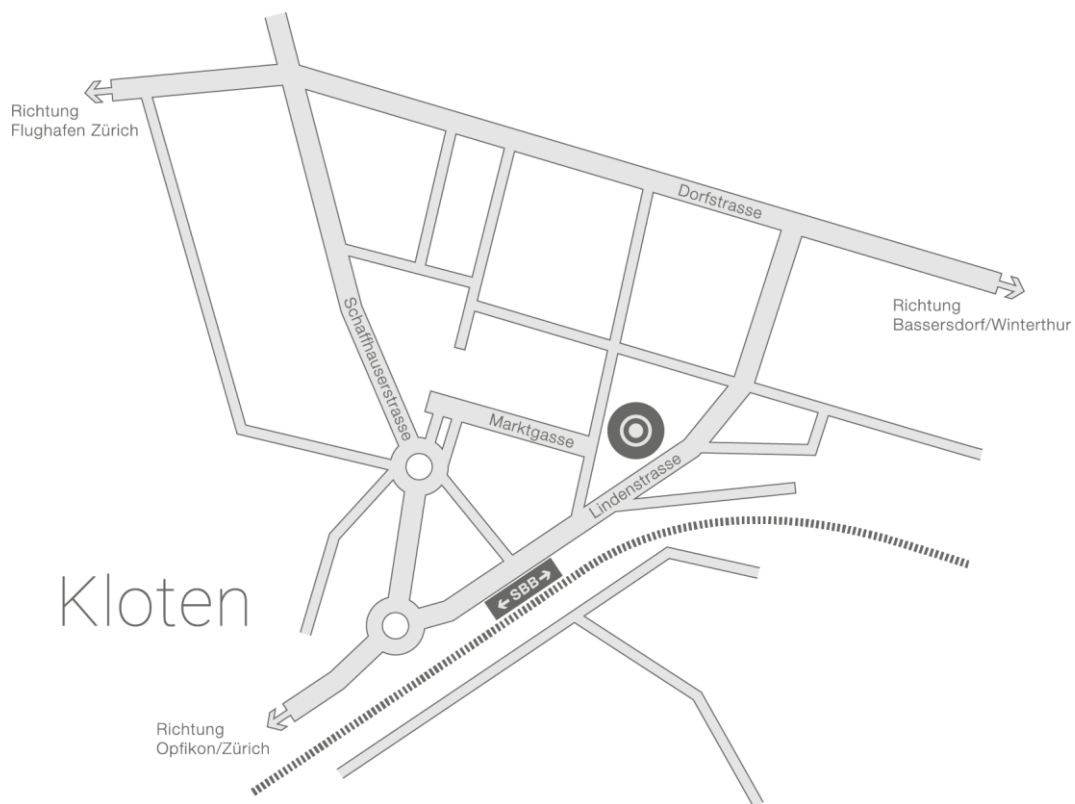 Richtung
Flughafen Zürich
Dorfstrasse
Richtung
Bassersdorf/Winterthur
Schaffhauserstrasse
Marktgasse
Lindenstrasse
←SBB→
Kloten
Richtung
Opfikon/Zürich